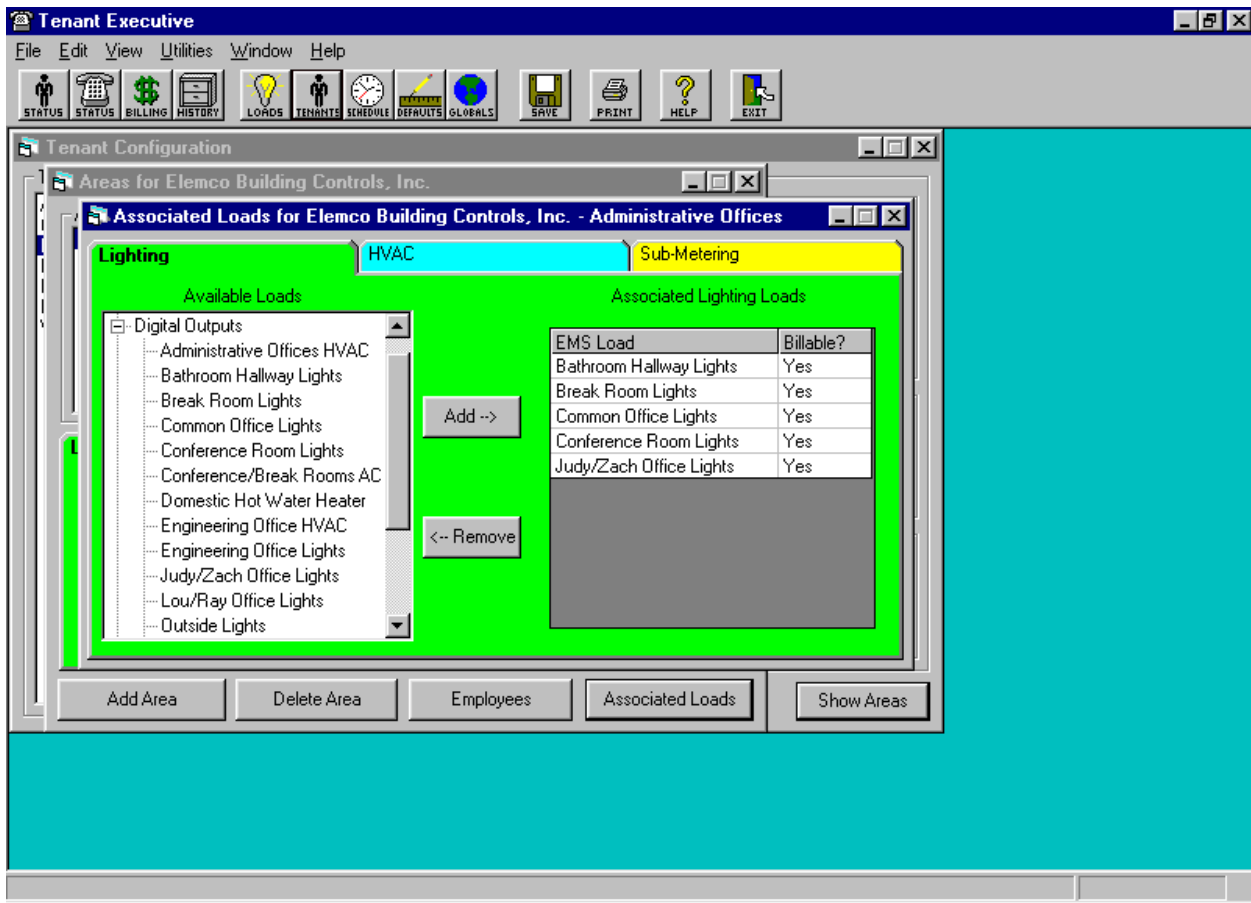 Tenant Executive
File Edit View Utilities Window Help
STATUS STATUS BILLING HISTORY LOADS TENANTS SCHEDULE DEFAULTS GLOBALS SAVE PRINT HELP EXIT
Tenant Configuration
Areas for Elemco Building Controls, Inc.
Associated Loads for Elemco Building Controls, Inc. - Administrative Offices
Lighting HVAC Sub-Metering
Available Loads
Digital Outputs
Administrative Offices HVAC
Bathroom Hallway Lights
Break Room Lights
Common Office Lights
Conference Room Lights
Conference/Break Rooms AC
Domestic Hot Water Heater
Engineering Office HVAC
Engineering Office Lights
Judy/Zach Office Lights
Lou/Ray Office Lights
Outside Lights
Add -->
<-- Remove
Associated Lighting Loads
EMS Load Billable?
Bathroom Hallway Lights Yes
Break Room Lights Yes
Common Office Lights Yes
Conference Room Lights Yes
Judy/Zach Office Lights Yes
Add Area Delete Area Employees Associated Loads Show Areas